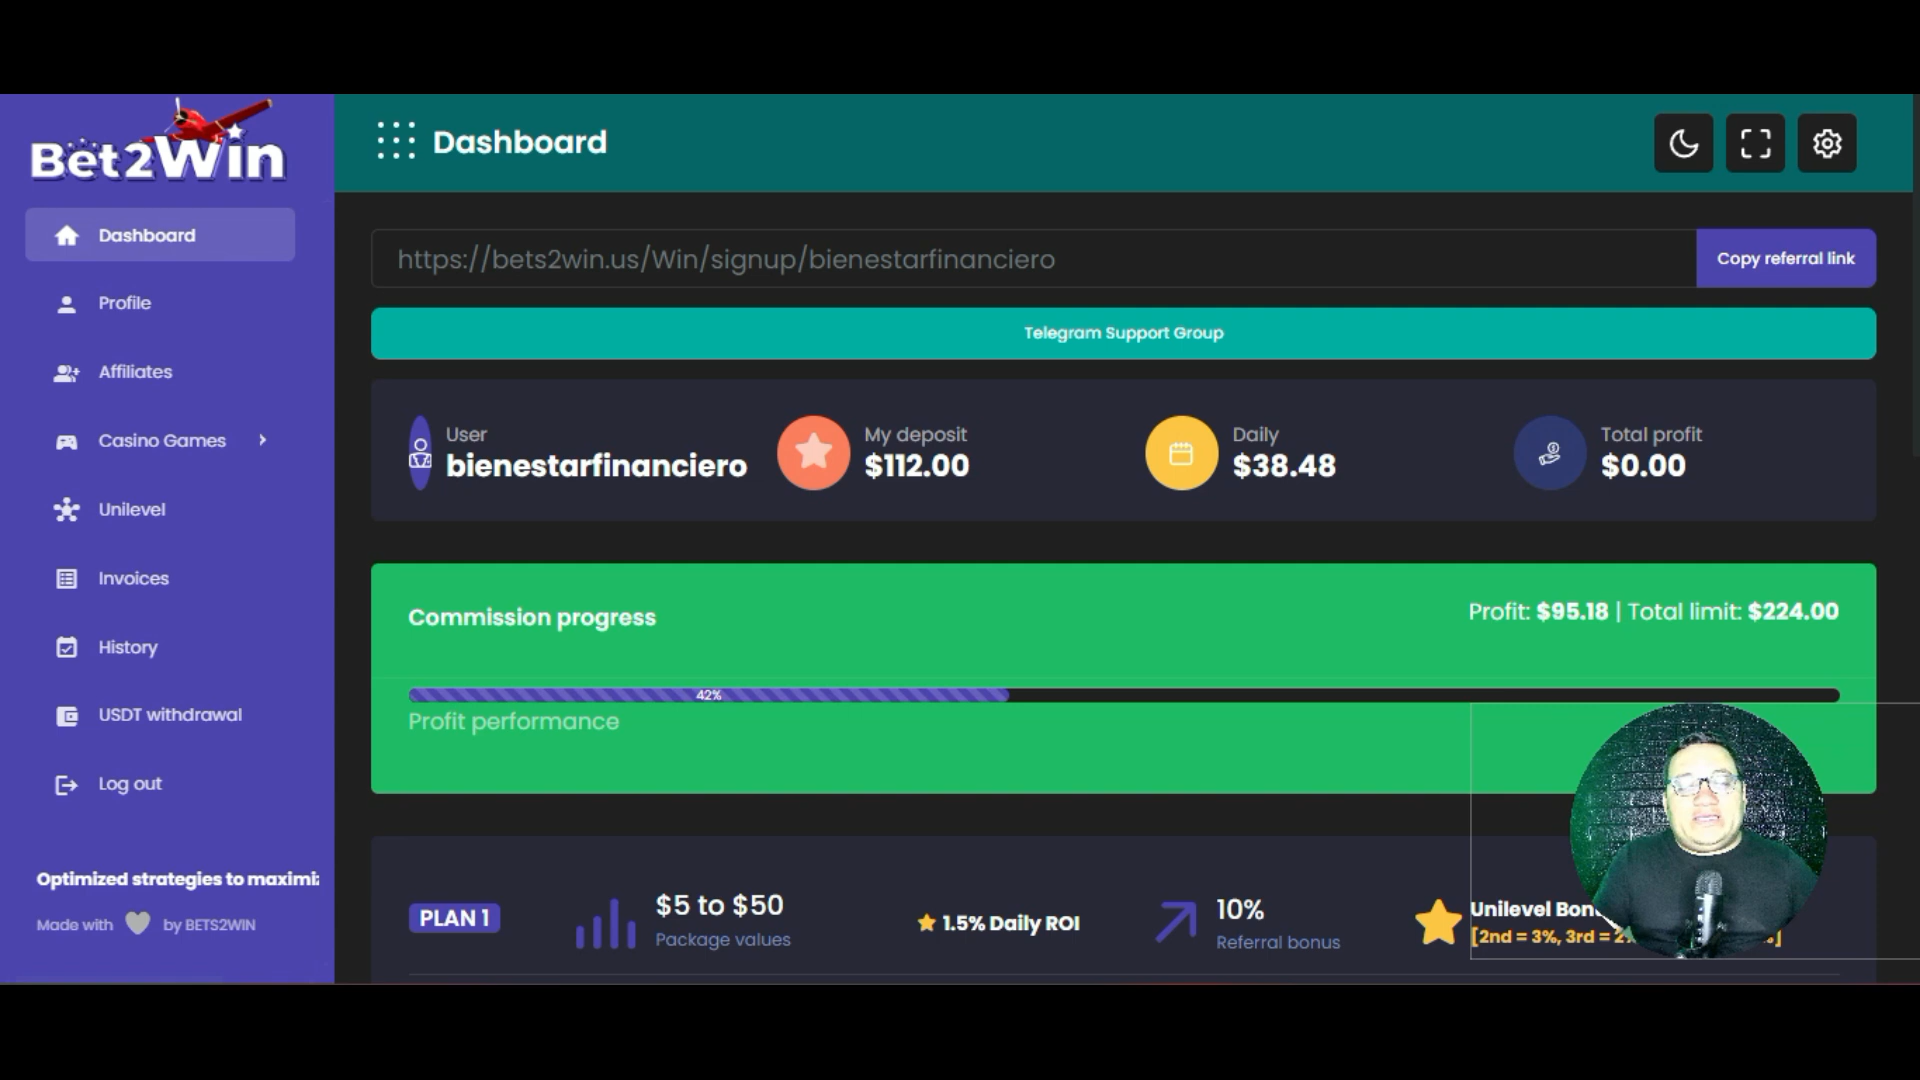 Bet2Win
Dashboard
Dashboard
Profile
Affiliates
Casino Games
Unilevel
Invoices
History
USDT withdrawal
Log out
Optimized strategies to maximi
Made with by BETS2WIN
https://bets2win.us/Win/signup/bienestarfinanciero
Copy referral link
Telegram Support Group
User
bienestarfinanciero
My deposit
$112.00
Daily
$38.48
Total profit
$0.00
Commission progress
Profit: $95.18 | Total limit: $224.00
42%
Profit performance
PLAN 1
$5 to $50
Package values
1.5% Daily ROI
10%
Referral bonus
Unilevel
[2nd = 3%, 3rd =